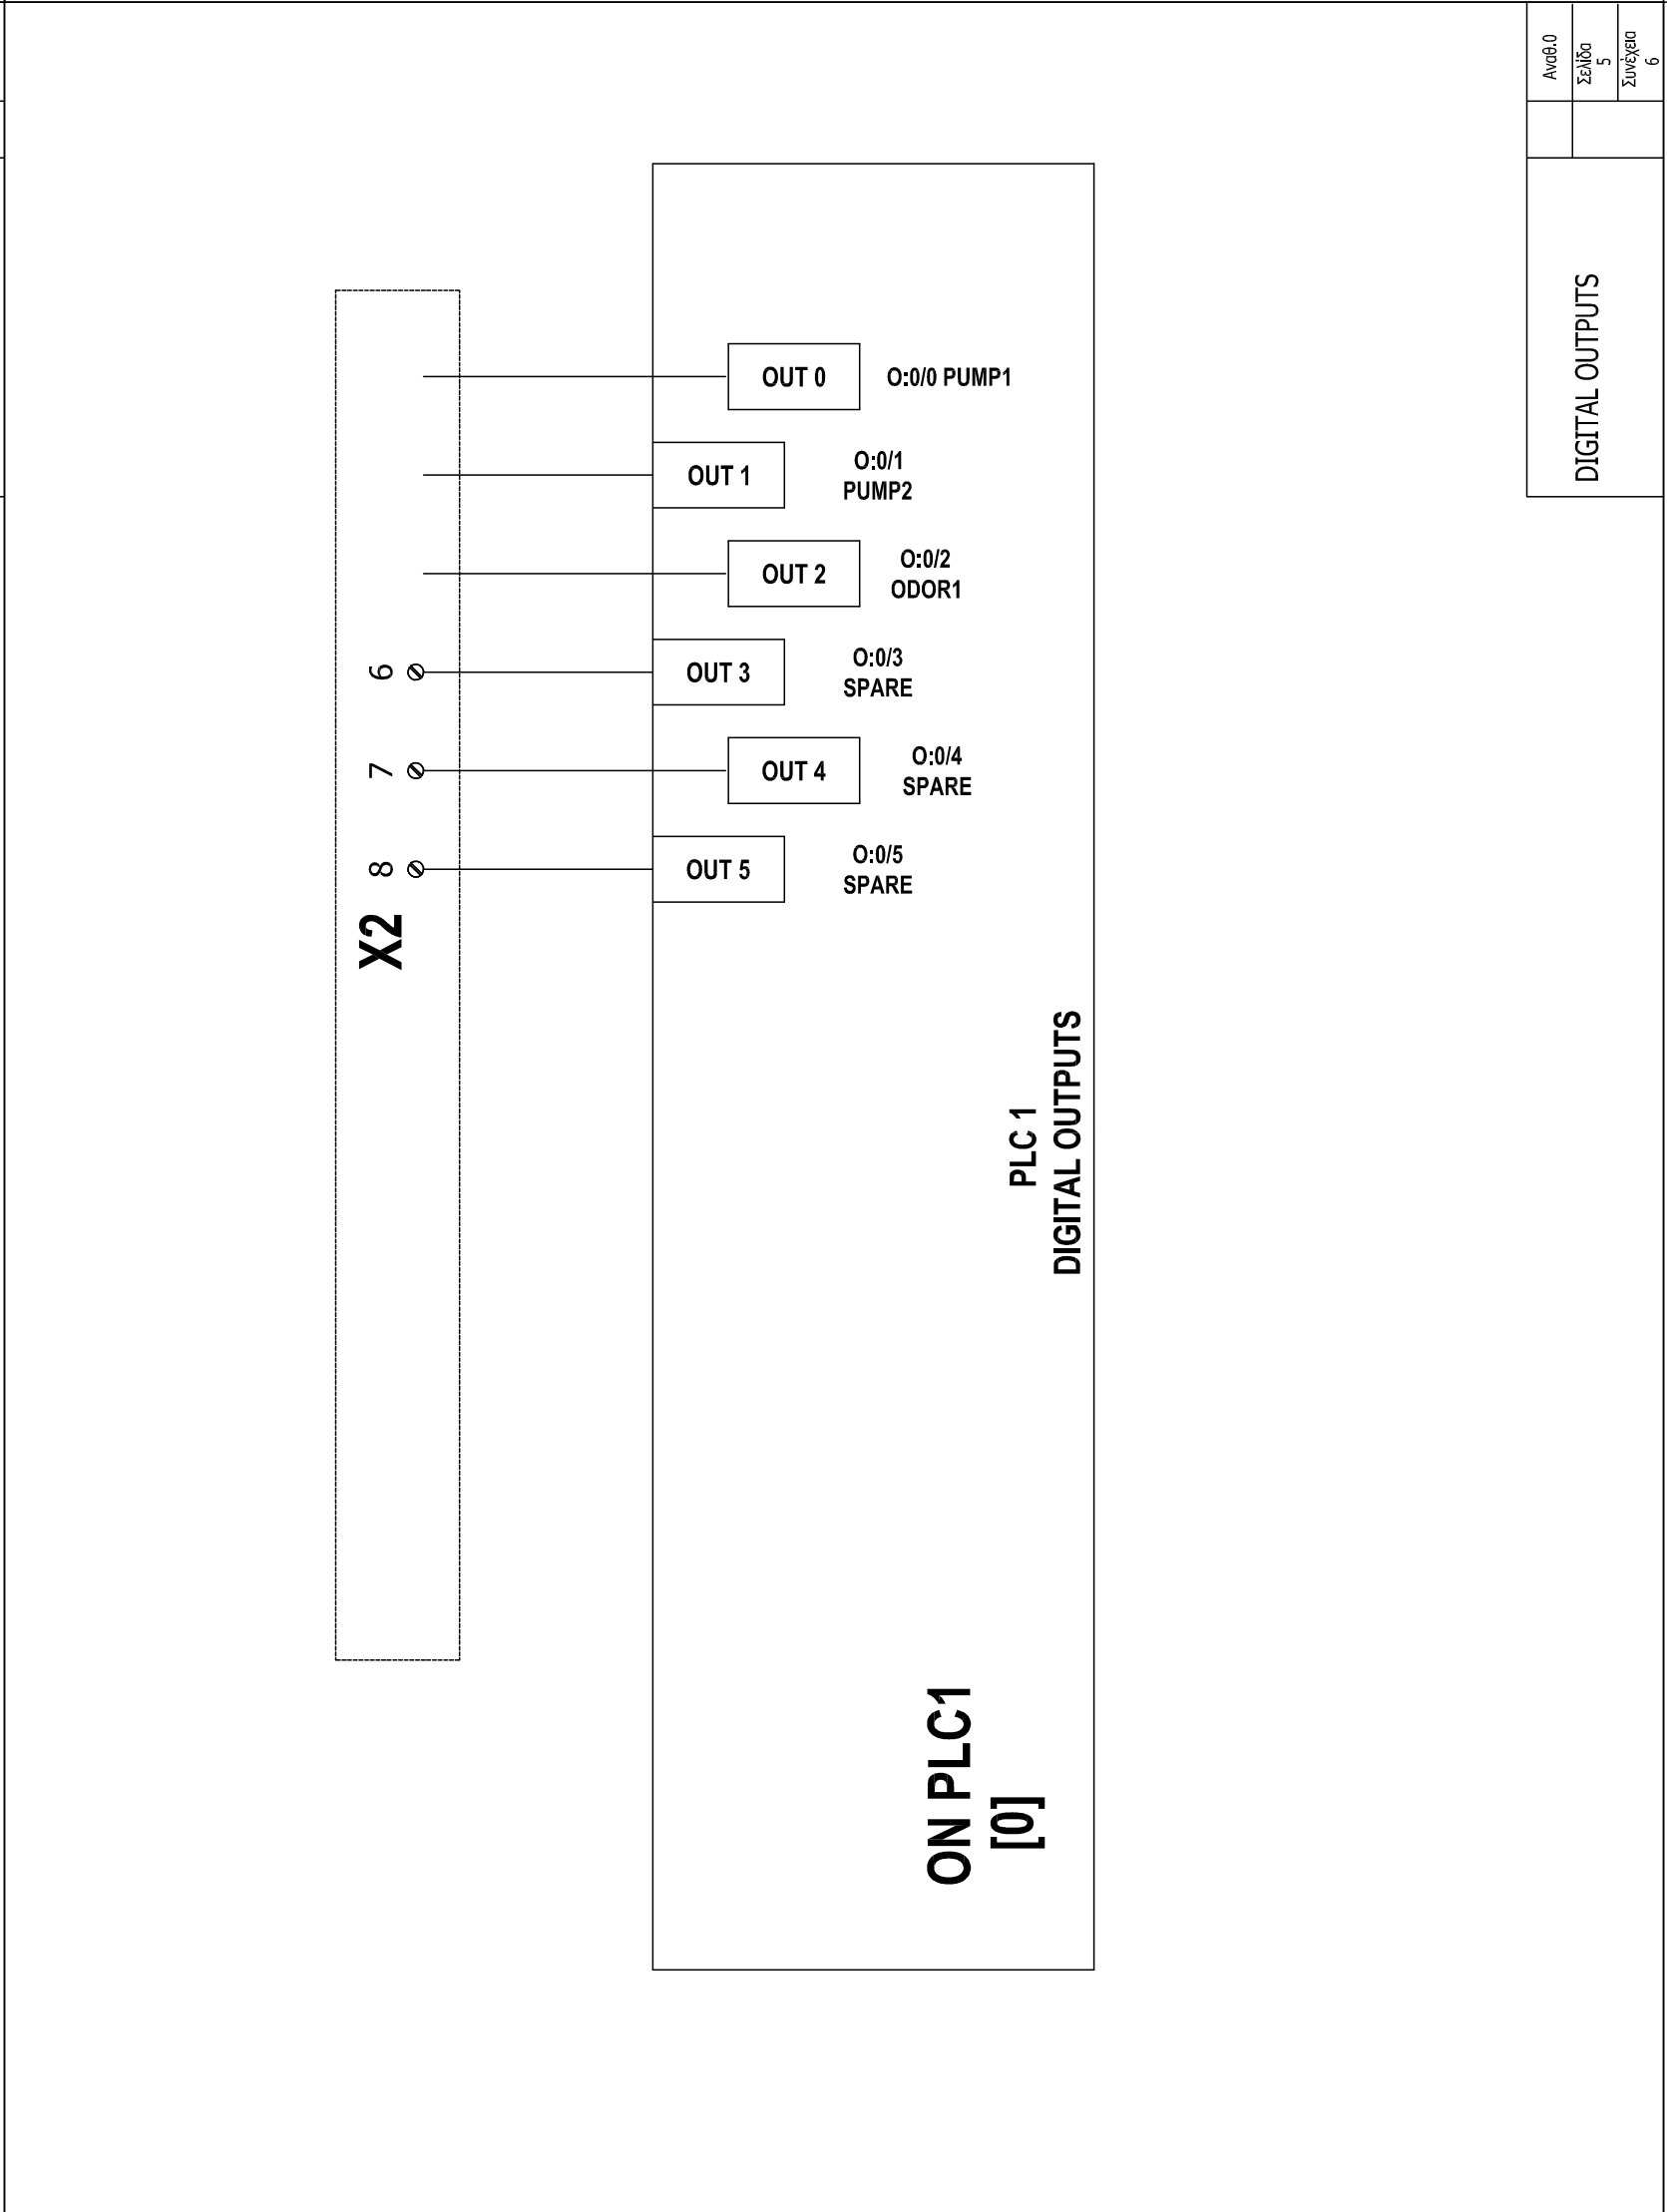 Αναθ.0
Σελίδα
5
Συνέχεια
6
DIGITAL OUTPUTS
OUT 0
O:0/0 PUMP1
OUT 1
O:0/1
PUMP2
OUT 2
O:0/2
ODOR1
6
OUT 3
O:0/3
SPARE
7
OUT 4
O:0/4
SPARE
8
OUT 5
O:0/5
SPARE
X2
PLC 1
DIGITAL OUTPUTS
ON PLC1
[0]